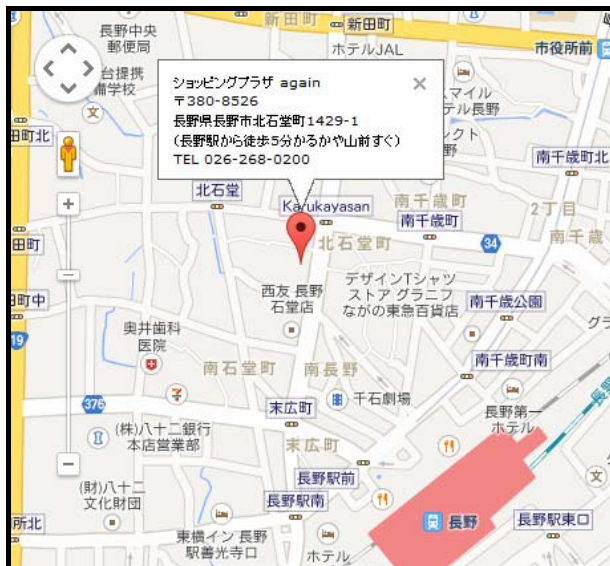 新田町
新田町
長野中央
郵便局
ホテルJAL
市役所前
台提携
備学校
ショッピングプラザ again
〒380-8526
長野県長野市北石堂町1429-1
(長野駅から徒歩5分かるかや山前すぐ)
TEL 026-268-0200
スマイル
テル長野
クト
野
田町北
南千歳町北
北石堂
Karukayasan
南千歳町
南千歳町
2丁目
南千歳
田町
北石堂町
34
西友 長野
石堂店
デザインTシャツ
ストア グラニフ
ながの東急百貨店
町中
南千歳公園
19
奥井歯科
医院
グラ
南石堂町
南長野
南千歳町南
376
末広町
千石劇場
長野第一
ホテル
長野
(株)八十二銀行
本店営業部
末広町
(財)八十二
文化財団
長野駅前
長野駅南
所北
長野
長野駅東口
東横イン 長野
駅善光寺口
ホテル